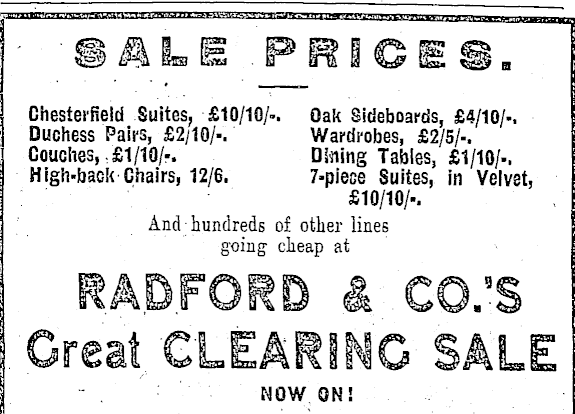 SALE PRICES.
Chesterfield Suites, £10/10/-.
Duchess Pairs, £2/10/-.
Couches, £1/10/-.
High-back Chairs, 12/6.
Oak Sideboards, £4/10/-.
Wardrobes, £2/5/-.
Dining Tables, £1/10/-.
7-piece Suites, in Velvet,
£10/10/-.
And hundreds of other lines
going cheap at
RADFORD & CO.'S
Great CLEARING SALE
NOW ON!